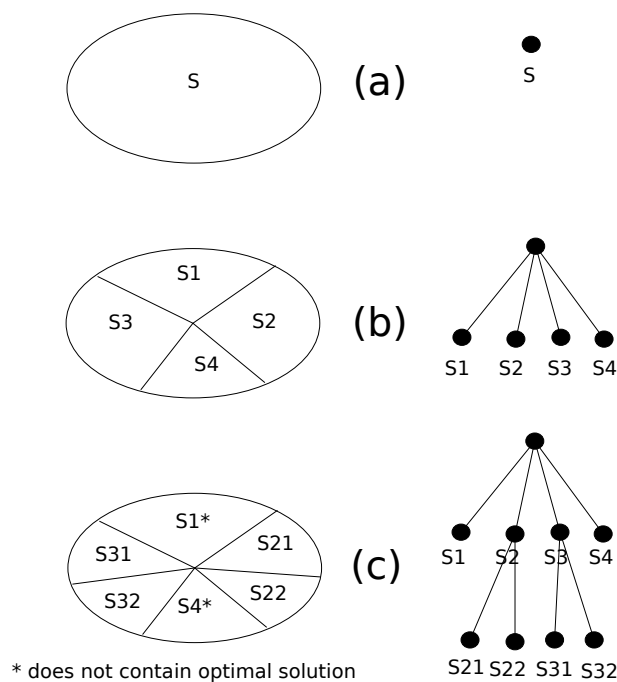 S
(a)
S
S1
S3
S2
S4
(b)
S1 S2 S3 S4
S1*
S31
S21
S32
S22
S4*
(c)
S1 S2 S3 S4
S21 S22 S31 S32
* does not contain optimal solution